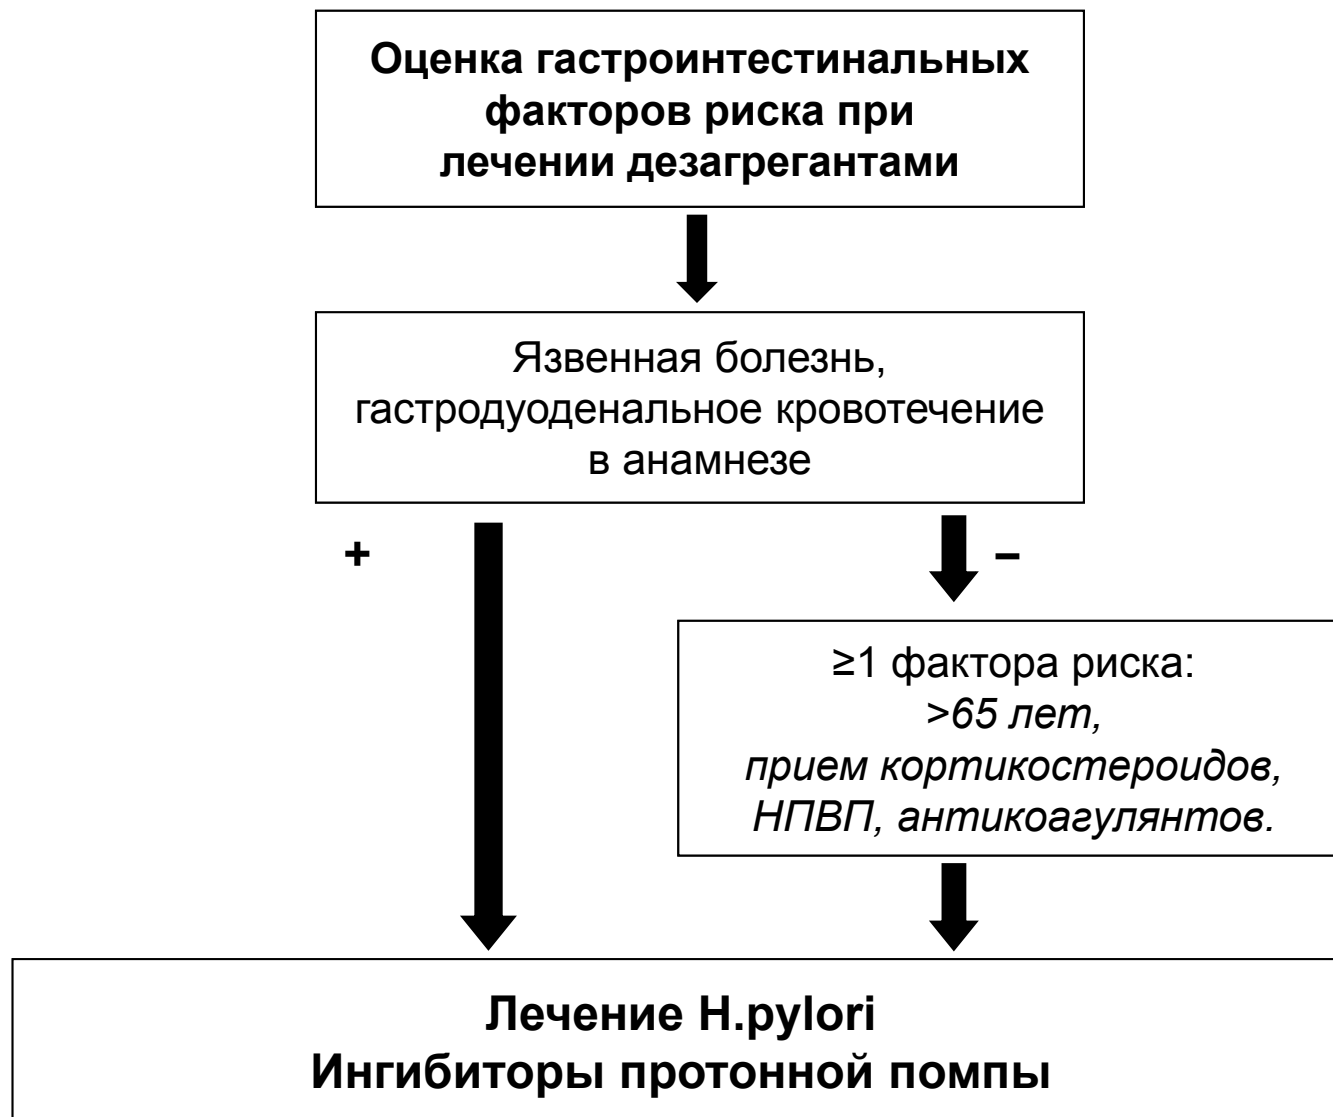 Оценка гастроинтестинальных
факторов риска при
лечении дезагрегантами
Язвенная болезнь,
гастродуоденальное кровотечение
в анамнезе
+
–
≥1 фактора риска:
>65 лет,
прием кортикостероидов,
НПВП, антикоагулянтов.
Лечение H.pylori
Ингибиторы протонной помпы